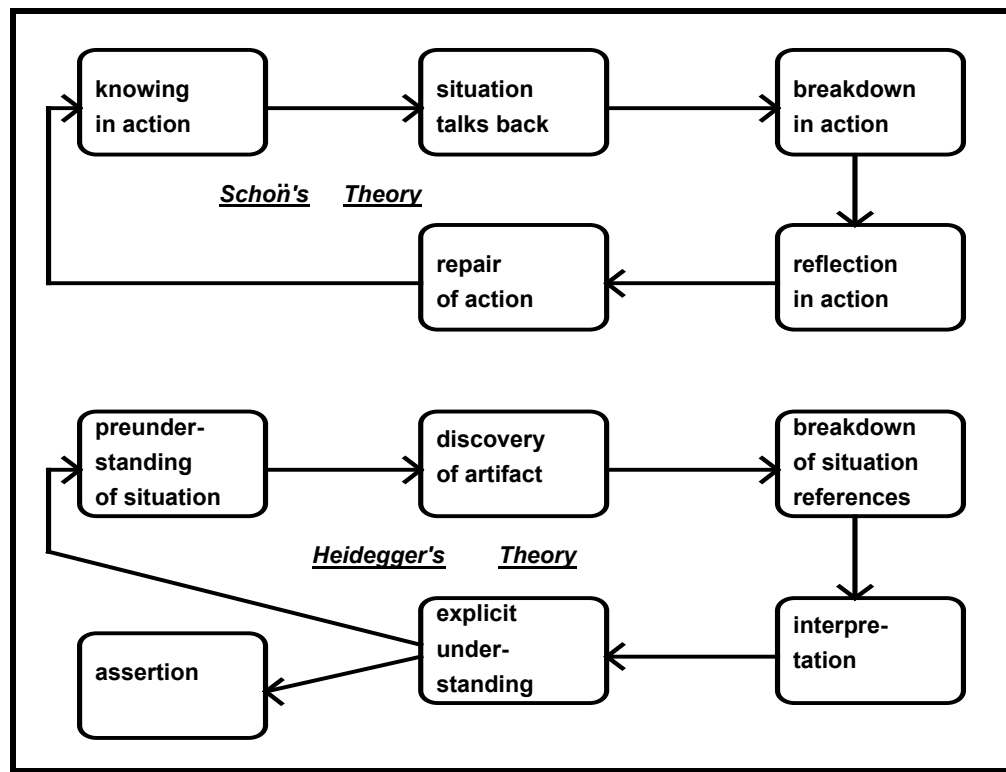 knowing
in action
situation
talks back
breakdown
in action
Schön's Theory
repair
of action
reflection
in action
preunder-
standing
of situation
discovery
of artifact
breakdown
of situation
references
Heidegger's Theory
assertion
explicit
under-
standing
interpre-
tation